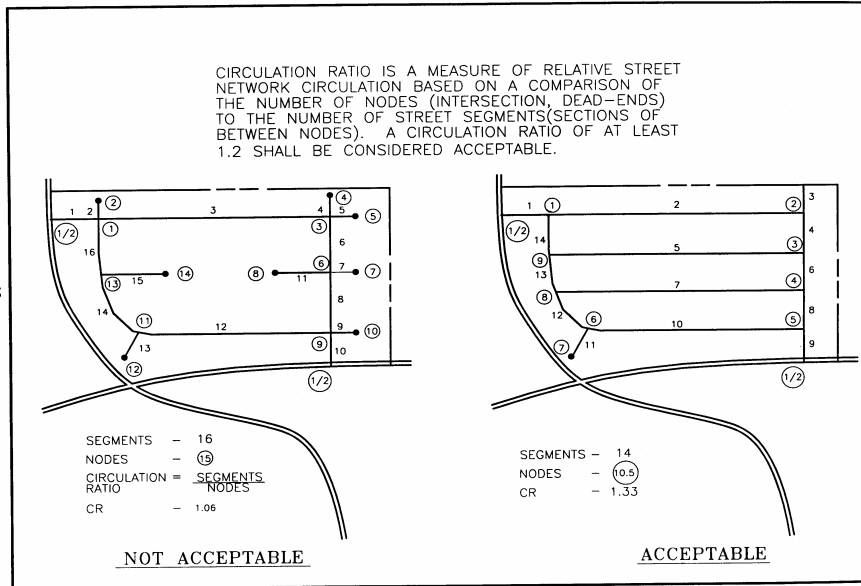 CIRCULATION RATIO IS A MEASURE OF RELATIVE STREET
NETWORK CIRCULATION BASED ON A COMPARISON OF
THE NUMBER OF NODES (INTERSECTION, DEAD-ENDS)
TO THE NUMBER OF STREET SEGMENTS(SECTIONS OF
BETWEEN NODES). A CIRCULATION RATIO OF AT LEAST
1.2 SHALL BE CONSIDERED ACCEPTABLE.
2 4
1 2 3 4 5 5
1/2 1 3
16 6
13 15 14 8 11 6 7 7
14 8
11 12 9 10
13 9 10
12 1/2
SEGMENTS - 16
NODES - 15
CIRCULATION RATIO = SEGMENTS
NODES
CR - 1.06
NOT ACCEPTABLE
1 1 2 2 3
1/2 4
14 5 3
9 6
13 7 4
8 8
12 6 10 5
7 11 9
1/2
SEGMENTS - 14
NODES - 10.5
CR - 1.33
ACCEPTABLE